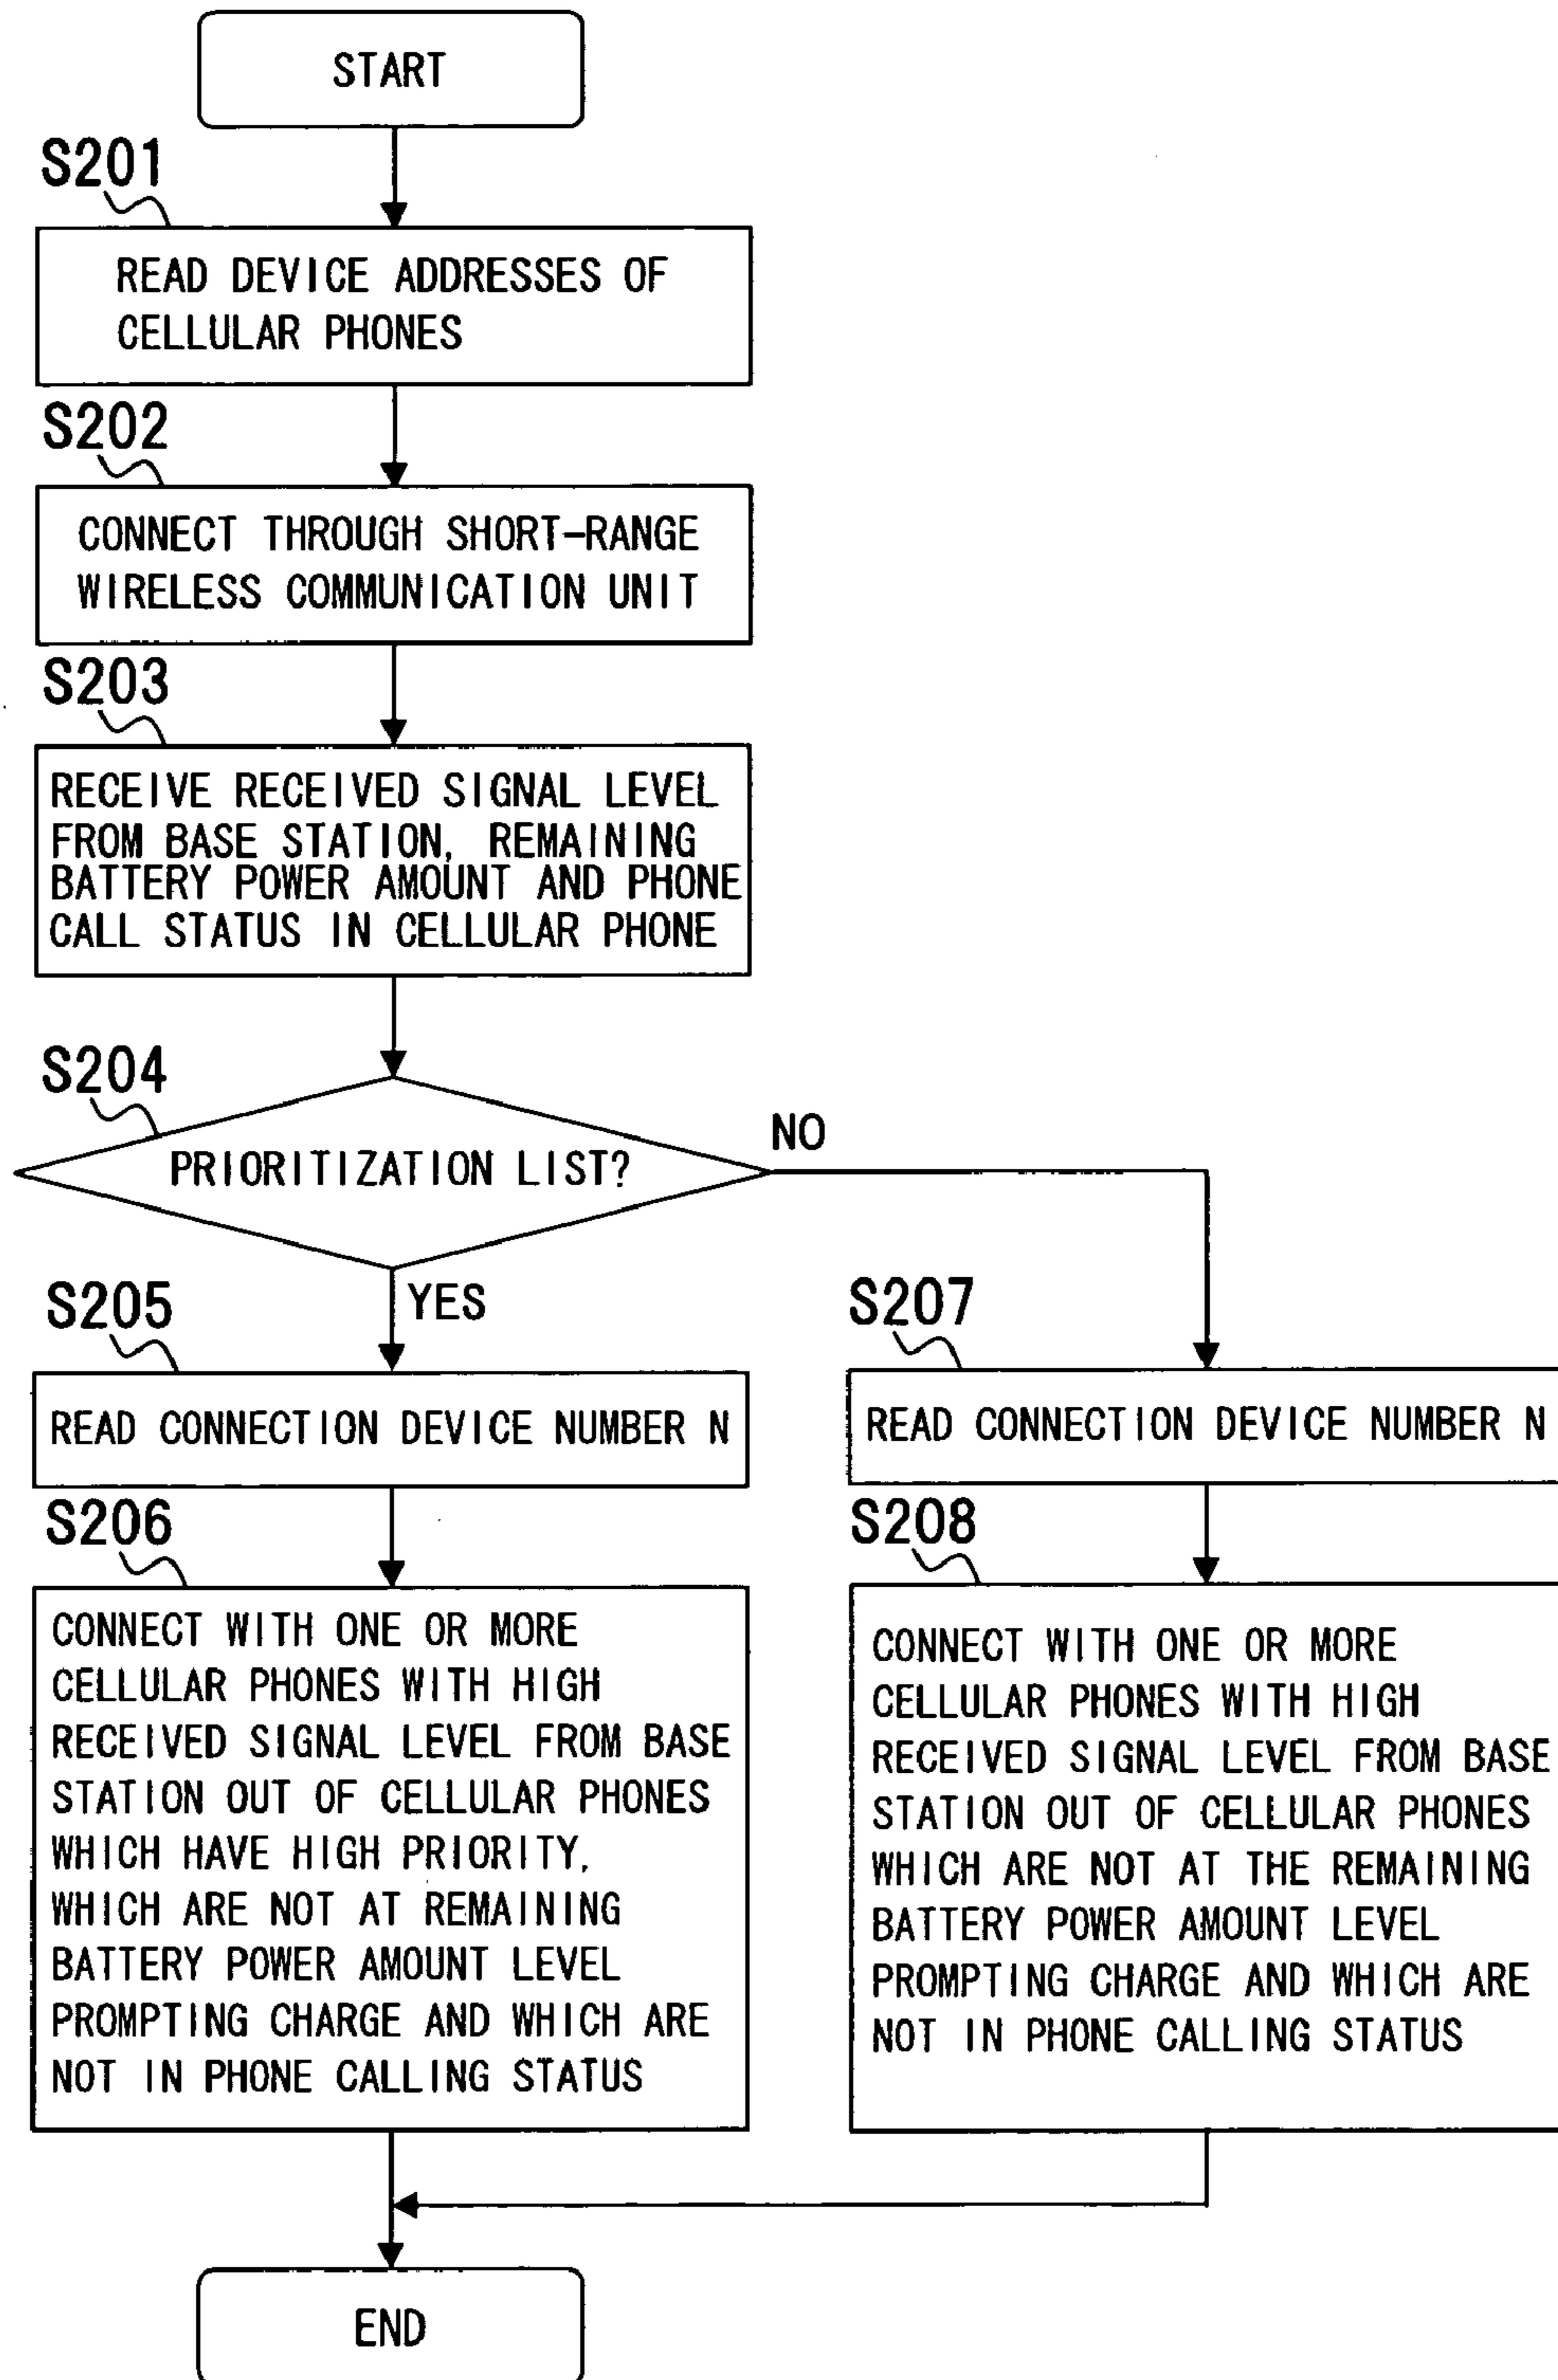 START
S201
READ DEVICE ADDRESSES OF
CELLULAR PHONES
S202
CONNECT THROUGH SHORT-RANGE
WIRELESS COMMUNICATION UNIT
S203
RECEIVE RECEIVED SIGNAL LEVEL
FROM BASE STATION, REMAINING
BATTERY POWER AMOUNT AND PHONE
CALL STATUS IN CELLULAR PHONE
S204
PRIORITIZATION LIST?
NO
YES
S205
READ CONNECTION DEVICE NUMBER N
S206
CONNECT WITH ONE OR MORE
CELLULAR PHONES WITH HIGH
RECEIVED SIGNAL LEVEL FROM BASE
STATION OUT OF CELLULAR PHONES
WHICH HAVE HIGH PRIORITY,
WHICH ARE NOT AT REMAINING
BATTERY POWER AMOUNT LEVEL
PROMPTING CHARGE AND WHICH ARE
NOT IN PHONE CALLING STATUS
S207
READ CONNECTION DEVICE NUMBER N
S208
CONNECT WITH ONE OR MORE
CELLULAR PHONES WITH HIGH
RECEIVED SIGNAL LEVEL FROM BASE
STATION OUT OF CELLULAR PHONES
WHICH ARE NOT AT THE REMAINING
BATTERY POWER AMOUNT LEVEL
PROMPTING CHARGE AND WHICH ARE
NOT IN PHONE CALLING STATUS
END